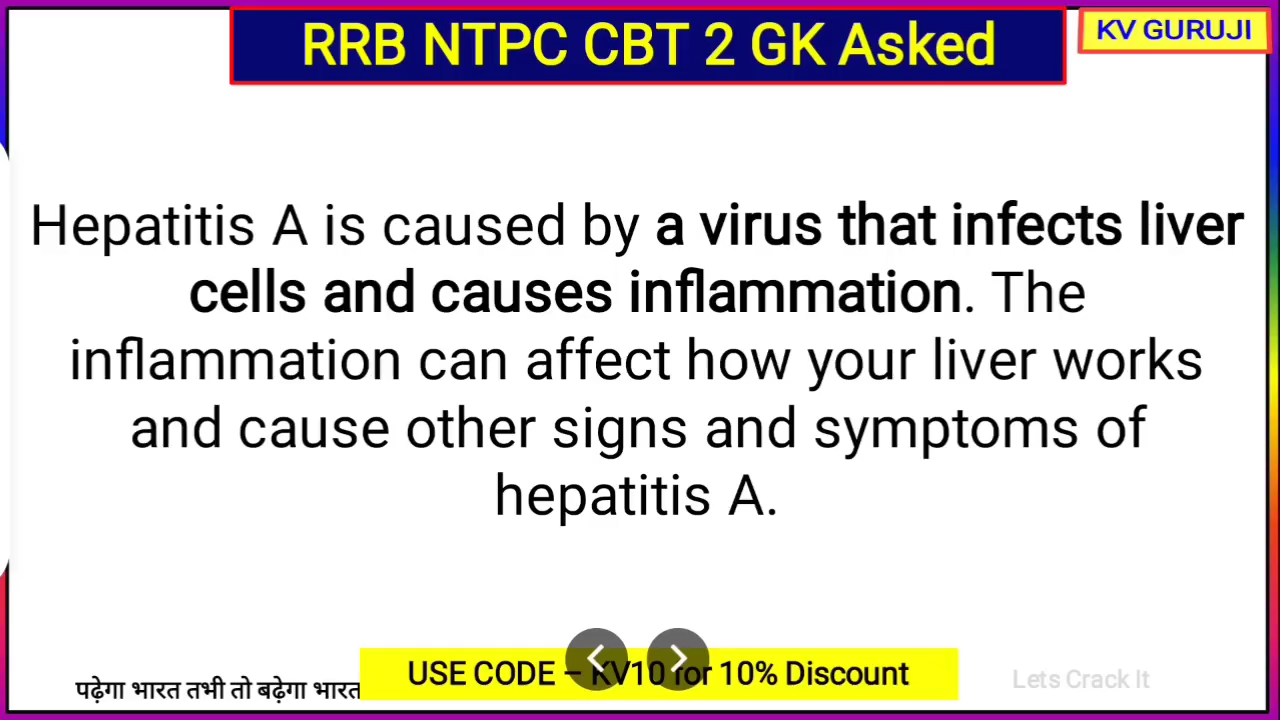 RRB NTPC CBT 2 GK Asked
KV GURUJI
Hepatitis A is caused by a virus that infects liver
cells and causes inflammation. The
inflammation can affect how your liver works
and cause other signs and symptoms of
hepatitis A.
USE CODE – KV10 for 10% Discount
पढ़ेगा भारत तभी तो बढ़ेगा भारत
Lets Crack It